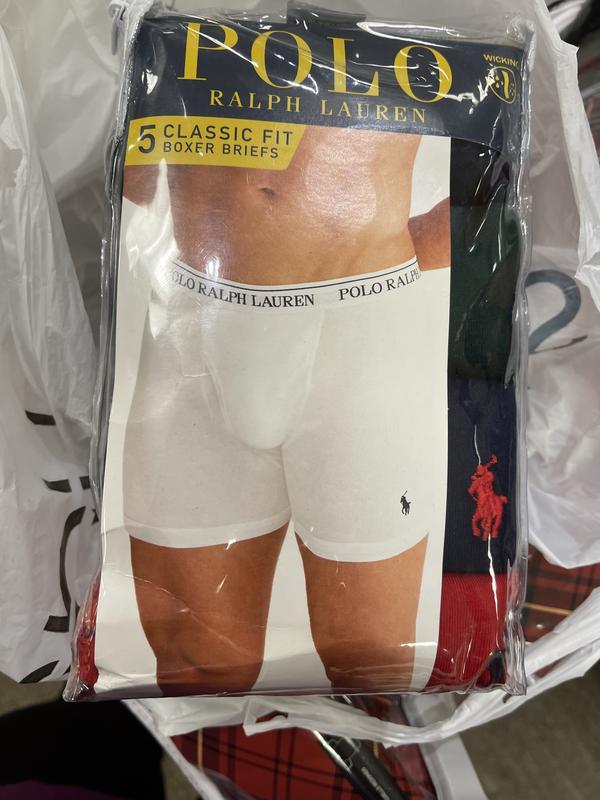 POLO
WICKING
RALPH LAUREN
5 CLASSIC FIT
BOXER BRIEFS
POLO RALPH LAUREN POLO RALPH